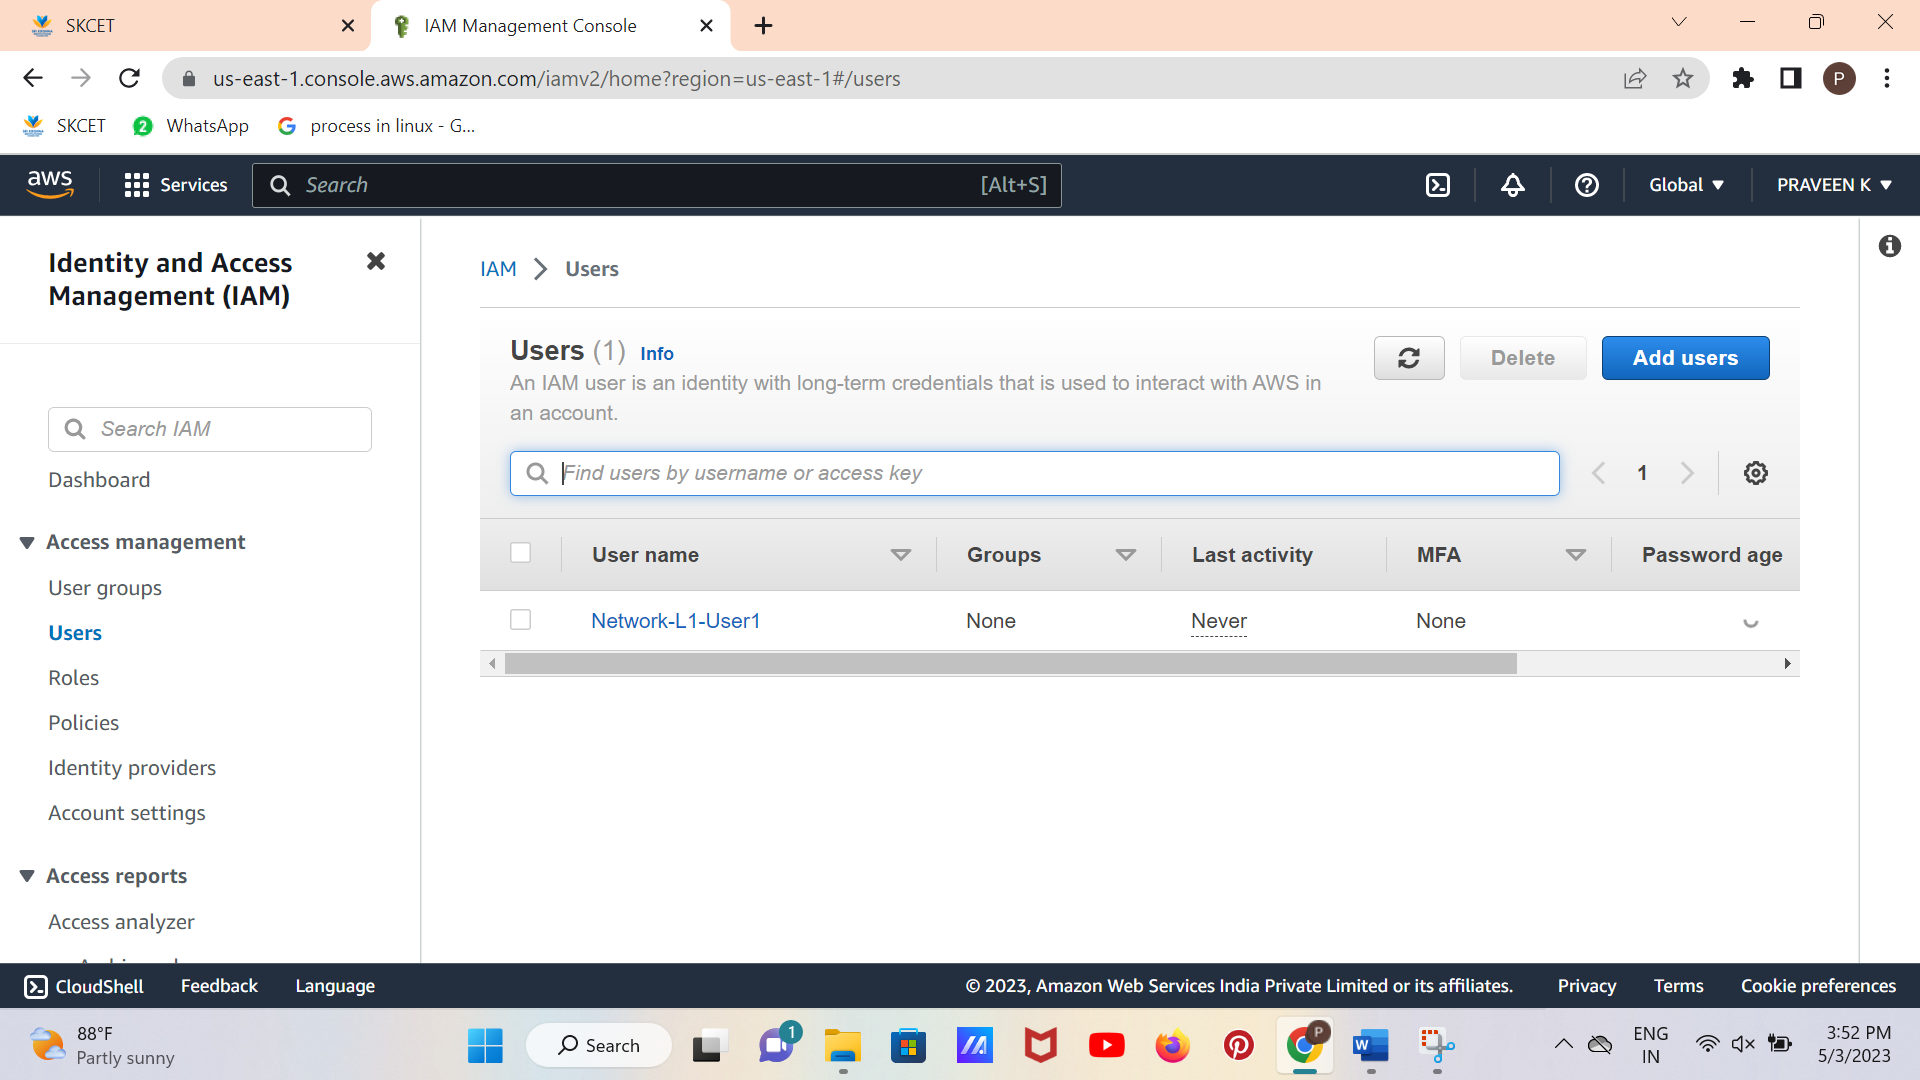 SKCET
IAM Management Console
us-east-1.console.aws.amazon.com/iamv2/home?region=us-east-1#/users
P
SKCET
2 WhatsApp
process in linux - G...
aws
Services
Search
[Alt+S]
Global
PRAVEEN K
Identity and Access
Management (IAM)
Search IAM
Dashboard
Access management
User groups
Users
Roles
Policies
Identity providers
Account settings
Access reports
Access analyzer
IAM > Users
Users (1) Info
An IAM user is an identity with long-term credentials that is used to interact with AWS in
an account.
Delete
Add users
Find users by username or access key
1
User name Groups Last activity MFA Password age
Network-L1-User1 None Never None
CloudShell Feedback Language
© 2023, Amazon Web Services India Private Limited or its affiliates. Privacy Terms Cookie preferences
88°F
Partly sunny
Search
1
P
W
ENG
IN
3:52 PM
5/3/2023